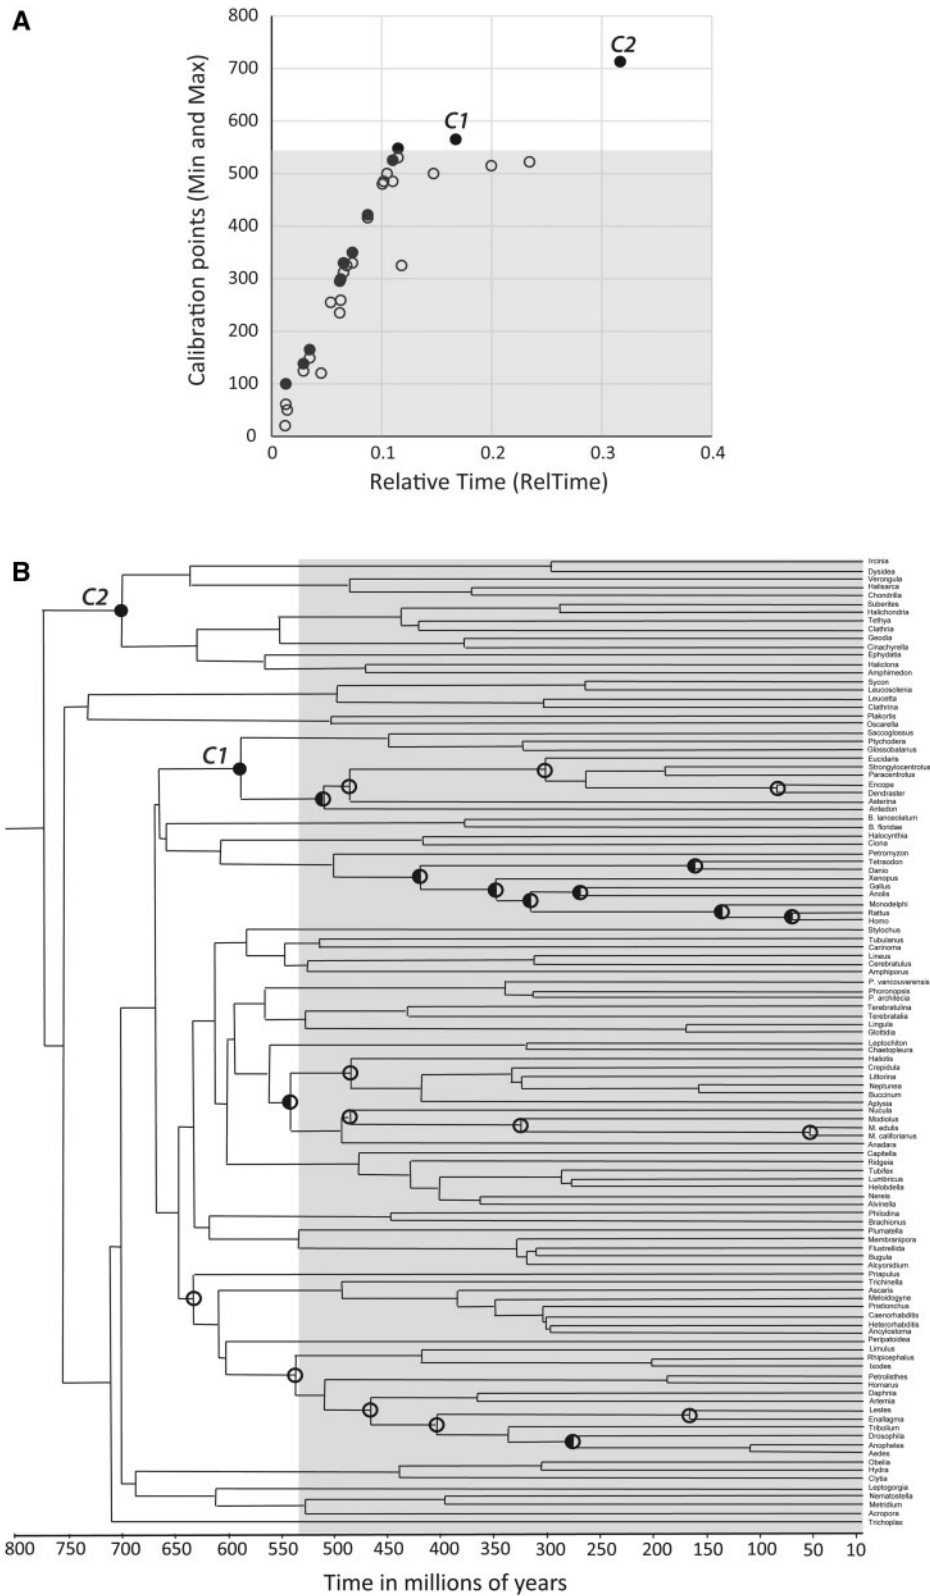 A
800
700
600
500
400
300
200
100
0
Calibration points (Min and Max)
C2
C1
0 0.1 0.2 0.3 0.4
Relative Time (RelTime)
B
C2
C1
Ircinia
Dysidea
Verongula
Halisarca
Chondrilla
Suberites
Halichondria
Tethya
Clathria
Geodia
Cinachyrella
Ephydatia
Haliclona
Amphimedon
Sycon
Leucosolenia
Leucetta
Clathrina
Plakortis
Oscarella
Saccoglossus
Ptychodera
Glossobalanus
Eucidaris
Strongylocentrotus
Paracentrotus
Encope
Dendraster
Asterina
Antedon
B. lanceolatum
B. floridae
Halocynthia
Ciona
Petromyzon
Tetraodon
Danio
Xenopus
Gallus
Anolis
Monodelphi
Rattus
Homo
Stylochus
Tubulanus
Carinoma
Lineus
Cerebratulus
Amphiporus
P. vancouverensis
Phoronopsis
P. architecta
Terebratulina
Terebratalia
Lingula
Glottidia
Leptochiton
Chaetopleura
Haliotis
Crepidula
Littorina
Neptunea
Buccinum
Aplysia
Nucula
Modiolus
M. edulis
M. califorianus
Anadara
Capitella
Ridgeia
Tubifex
Lumbricus
Helobdella
Nereis
Alvinella
Philodina
Brachionus
Plumatella
Membranipora
Flustrellida
Bugula
Alcyonidium
Priapulus
Trichinella
Ascaris
Meloidogyne
Pristionchus
Caenorhabditis
Heterorhabditis
Ancylostoma
Peripatoidea
Limulus
Rhipicephalus
Ixodes
Petrolisthes
Homarus
Daphnia
Artemia
Lestes
Enallagma
Tribolium
Drosophila
Anopheles
Aedes
Obelia
Hydra
Clytia
Leptogorgia
Nematostella
Metridium
Acropora
Trichoplax
800 750 700 650 600 550 500 450 400 350 300 250 200 150 100 50 10
Time in millions of years